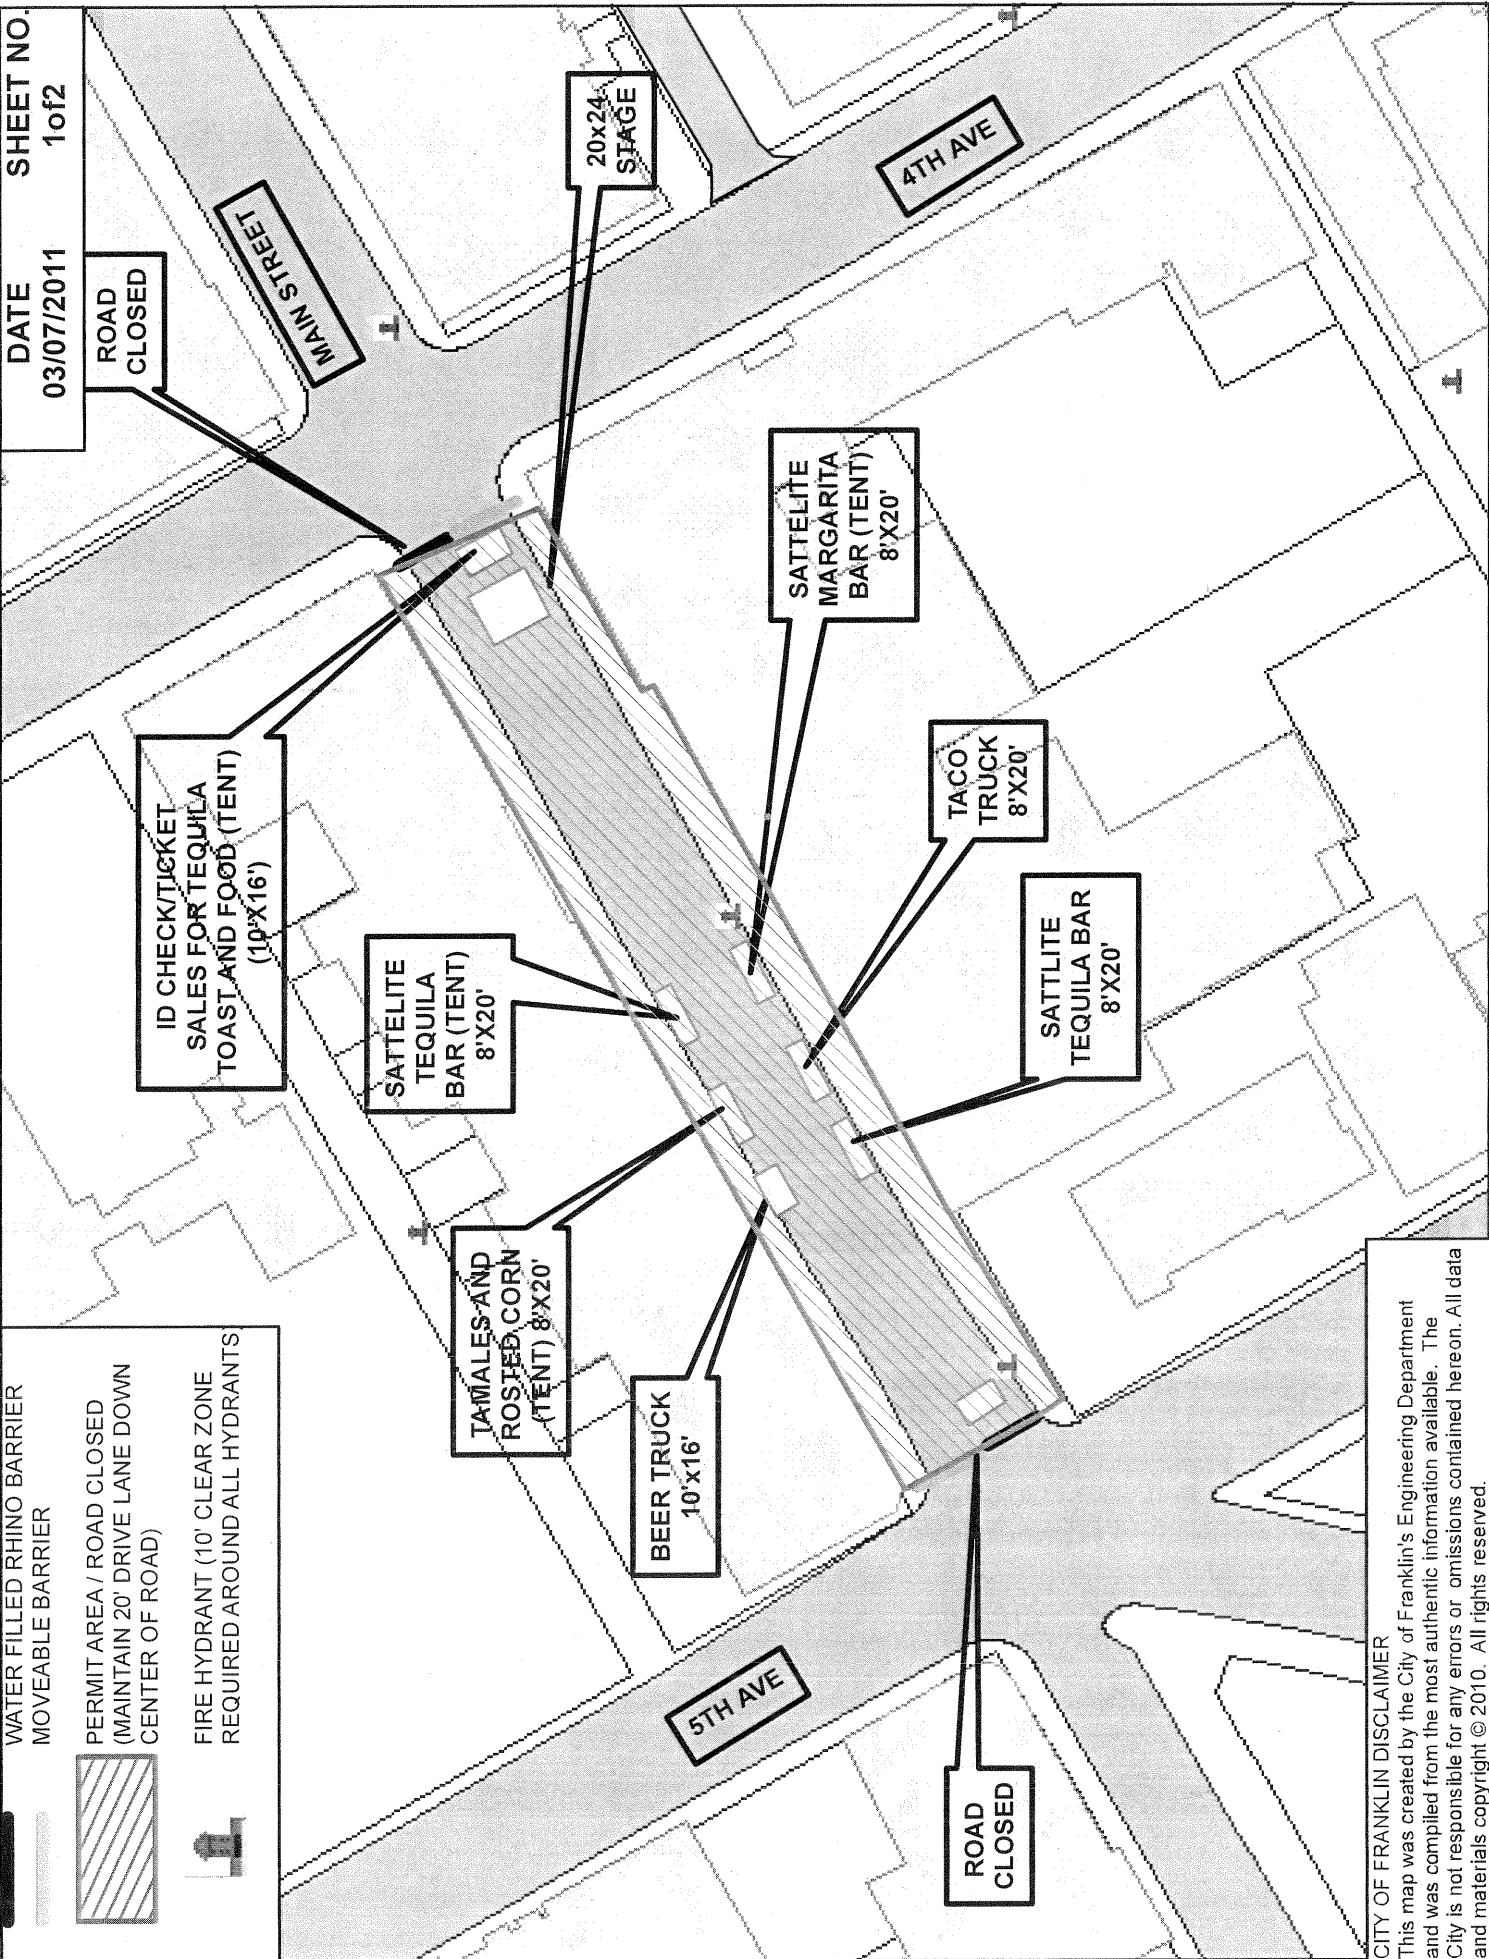 WATER FILLED RHINO BARRIER
MOVEABLE BARRIER
PERMIT AREA / ROAD CLOSED
(MAINTAIN 20' DRIVE LANE DOWN
CENTER OF ROAD)
FIRE HYDRANT (10' CLEAR ZONE
REQUIRED AROUND ALL HYDRANTS
DATE
03/07/2011
SHEET NO.
1of2
ROAD
CLOSED
MAIN STREET
ID CHECK/TICKET
SALES FOR TEQUILA
TOAST AND FOOD (TENT)
(10'X16')
20x24
STAGE
SATTELITE
TEQUILA
BAR (TENT)
8'X20'
TAMALES AND
ROSTED CORN
(TENT) 8'X20'
BEER TRUCK
10'x16'
SATTELITE
MARGARITA
BAR (TENT)
8'X20'
4TH AVE
TACO
TRUCK
8'X20'
SATTLITE
TEQUILA BAR
8'X20'
5TH AVE
ROAD
CLOSED
CITY OF FRANKLIN DISCLAIMER
This map was created by the City of Franklin's Engineering Department
and was compiled from the most authentic information available. The
City is not responsible for any errors or omissions contained hereon. All data
and materials copyright © 2010. All rights reserved.